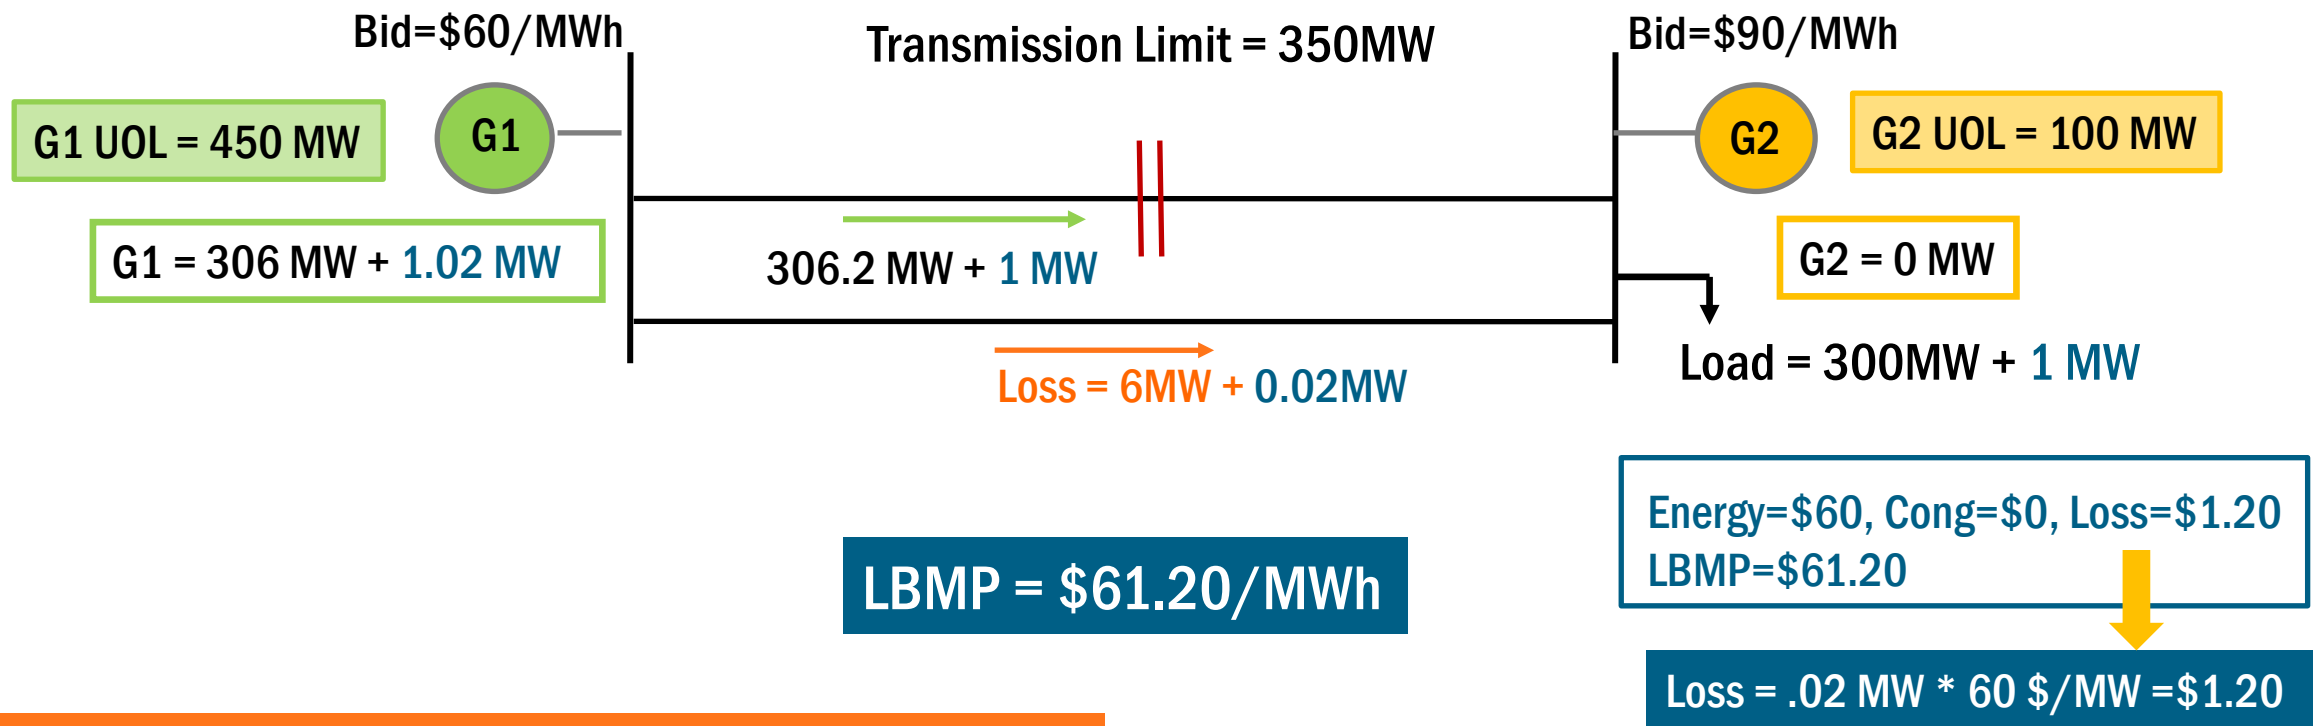 Bid=$60/MWh
Transmission Limit = 350MW
Bid=$90/MWh
G1 UOL = 450 MW
G1
G2
G2 UOL = 100 MW
G1 = 306 MW + 1.02 MW
306.2 MW + 1 MW
G2 = 0 MW
Loss = 6MW + 0.02MW
Load = 300MW + 1 MW
Energy=$60, Cong=$0, Loss=$1.20
LBMP=$61.20
LBMP = $61.20/MWh
Loss = .02 MW * 60 $/MW =$1.20